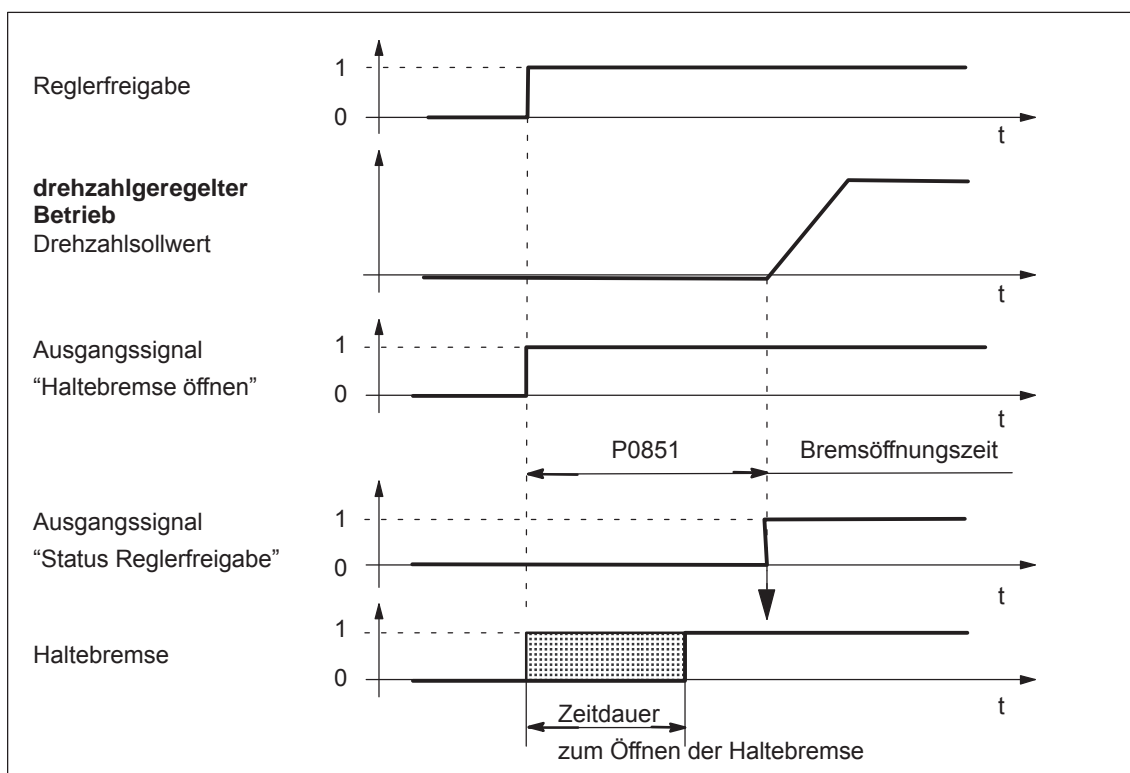 Reglerfreigabe
1
0
t
drehzahlgeregelter
Betrieb
Drehzahlsollwert
t
Ausgangssignal
“Haltebremse öffnen”
1
0
t
P0851
Bremsöffnungszeit
Ausgangssignal
“Status Reglerfreigabe”
1
0
t
Haltebremse
1
0
t
Zeitdauer
zum Öffnen der Haltebremse